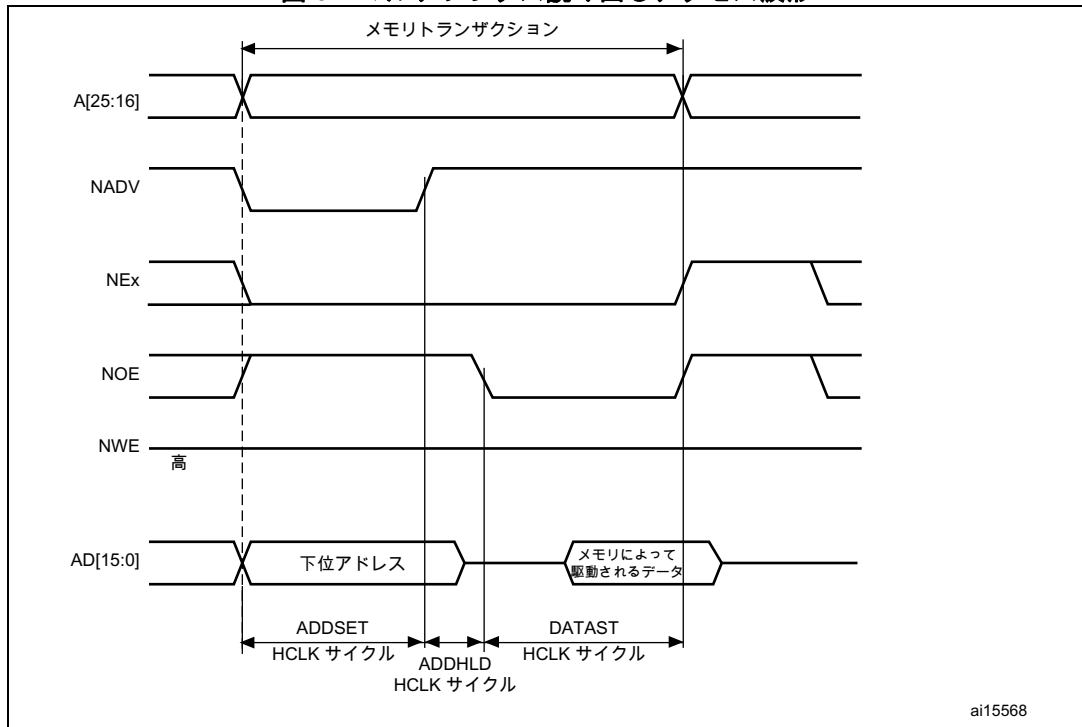 メモリトランザクション
A[25:16]
NADV
NEx
NOE
NWE
高
AD[15:0]
下位アドレス
メモリによって
駆動されるデータ
ADDSET
HCLK サイクル
ADDHLD
HCLK サイクル
DATAST
HCLK サイクル
ai15568